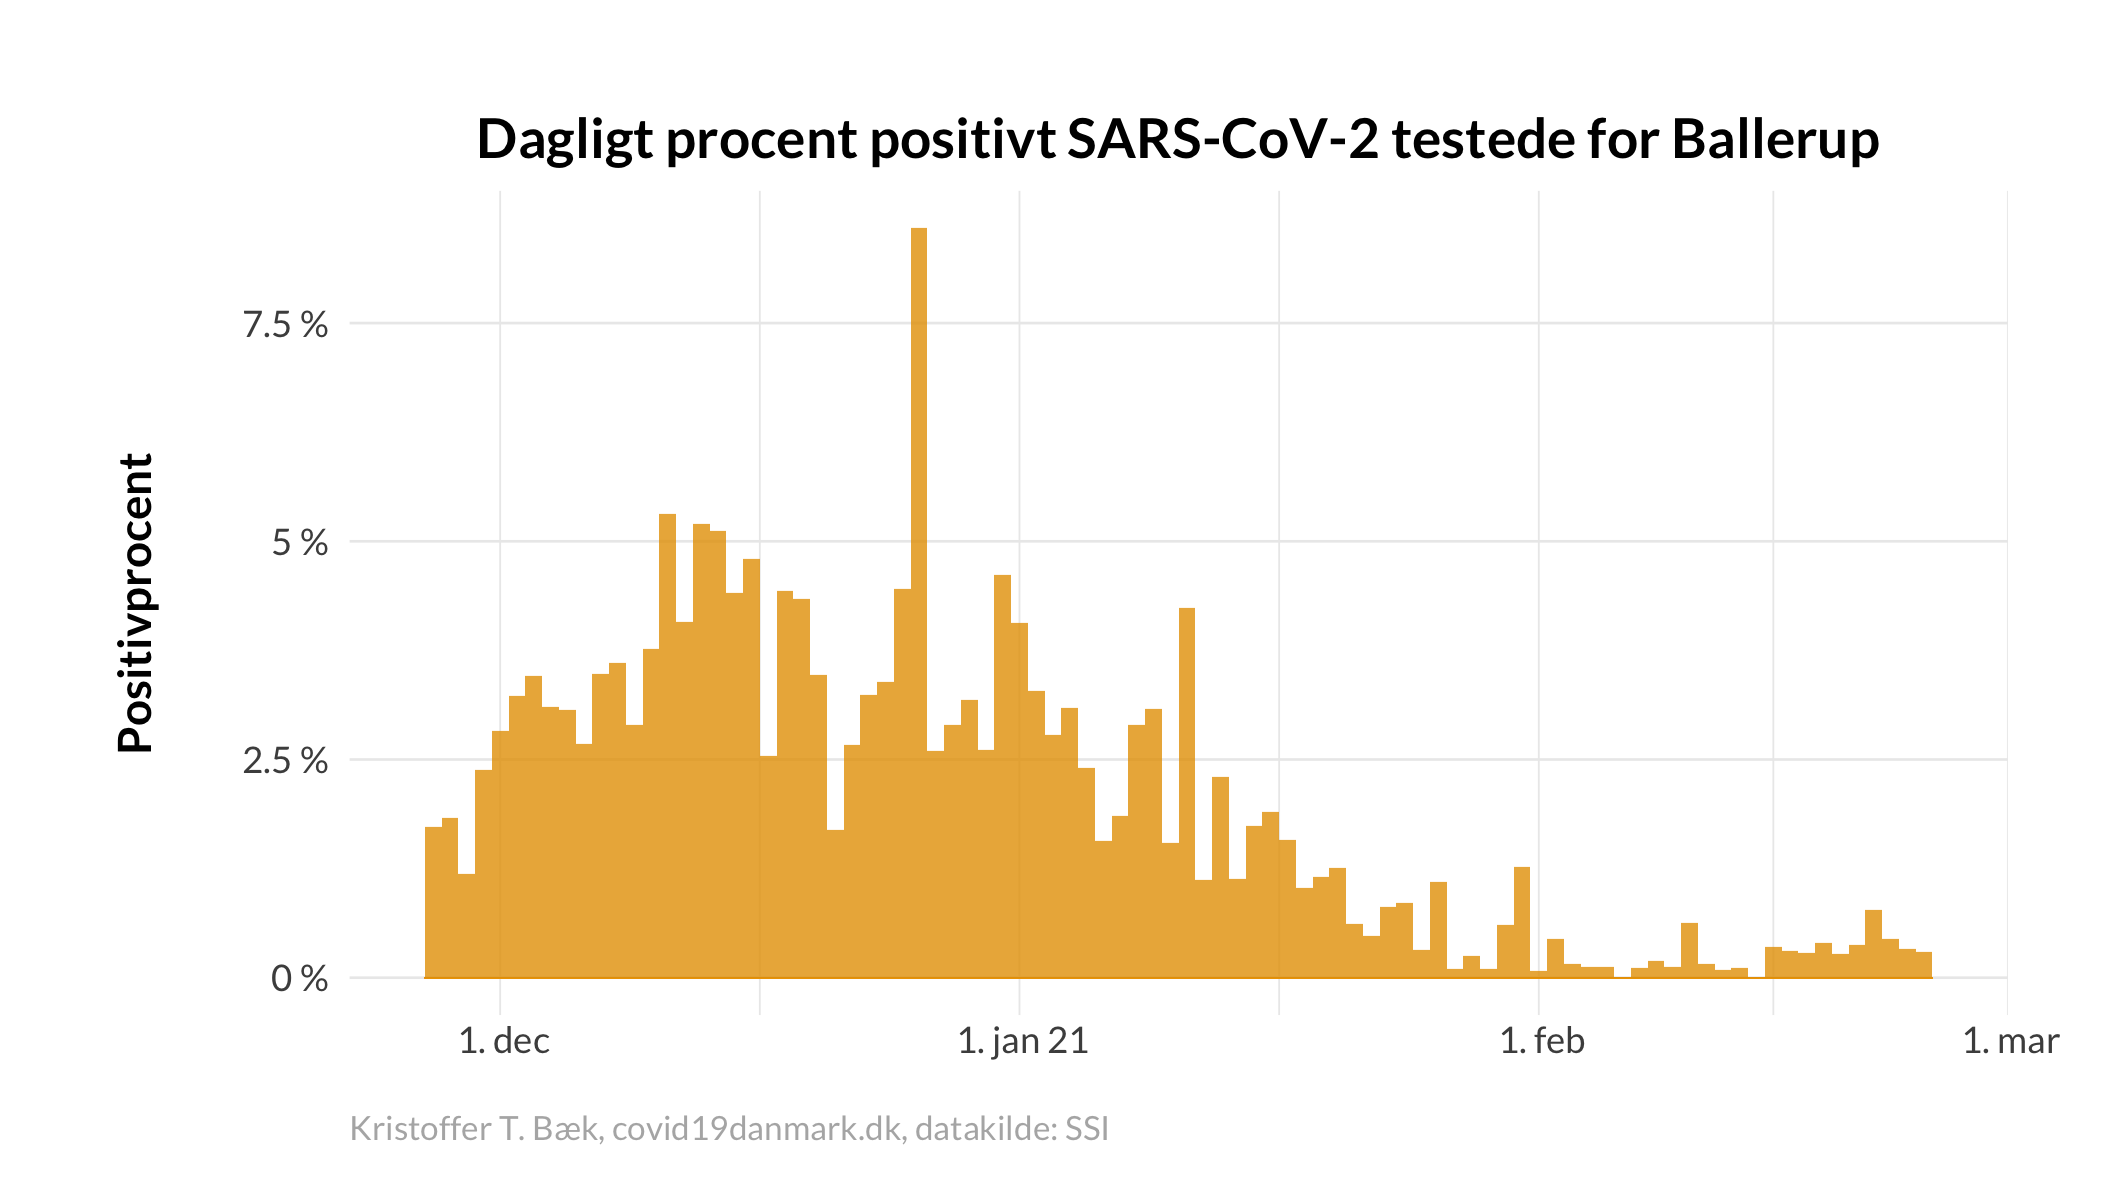 Dagligt procent positivt SARS-CoV-2 testede for Ballerup
Positivprocent
7.5 %
5 %
2.5 %
0 %
1. dec
1. jan 21
1. feb
1. mar
Kristoffer T. Bæk, covid19danmark.dk, datakilde: SSI